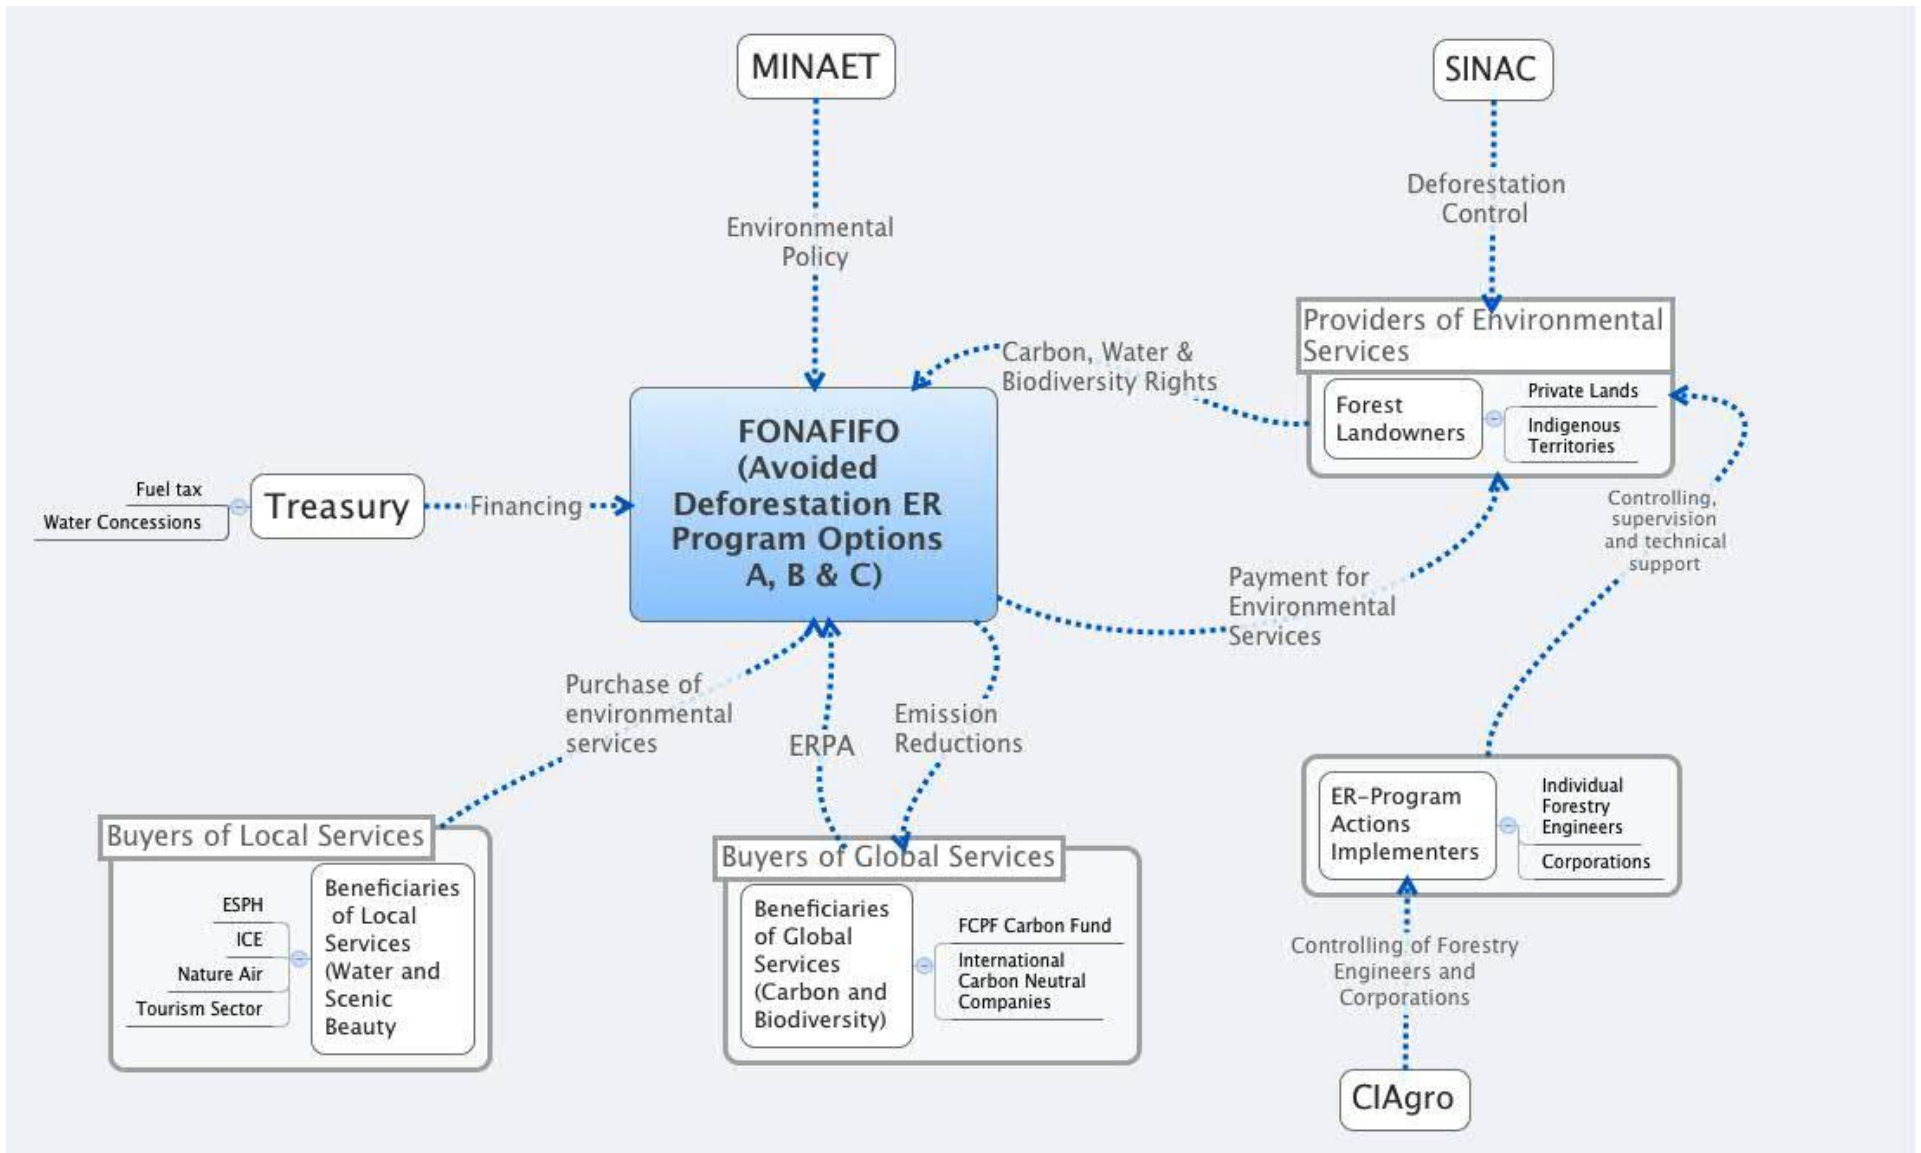 MINAET
SINAC
Environmental
Policy
Deforestation
Control
Providers of Environmental
Services
Forest
Landowners
Private Lands
Indigenous
Territories
Carbon, Water &
Biodiversity Rights
FONAFIFO
(Avoided
Deforestation ER
Program Options
A, B & C)
Fuel tax
Water Concessions
Treasury
Financing
Controlling,
supervision
and technical
support
Payment for
Environmental
Services
Purchase of
environmental
services
ERPA
Emission
Reductions
Buyers of Local Services
ESPH
ICE
Nature Air
Tourism Sector
Beneficiaries
of Local
Services
(Water and
Scenic
Beauty
Buyers of Global Services
Beneficiaries
of Global
Services
(Carbon and
Biodiversity)
FCPF Carbon Fund
International
Carbon Neutral
Companies
ER-Program
Actions
Implementers
Individual
Forestry
Engineers
Corporations
Controlling of Forestry
Engineers and
Corporations
CIAgro